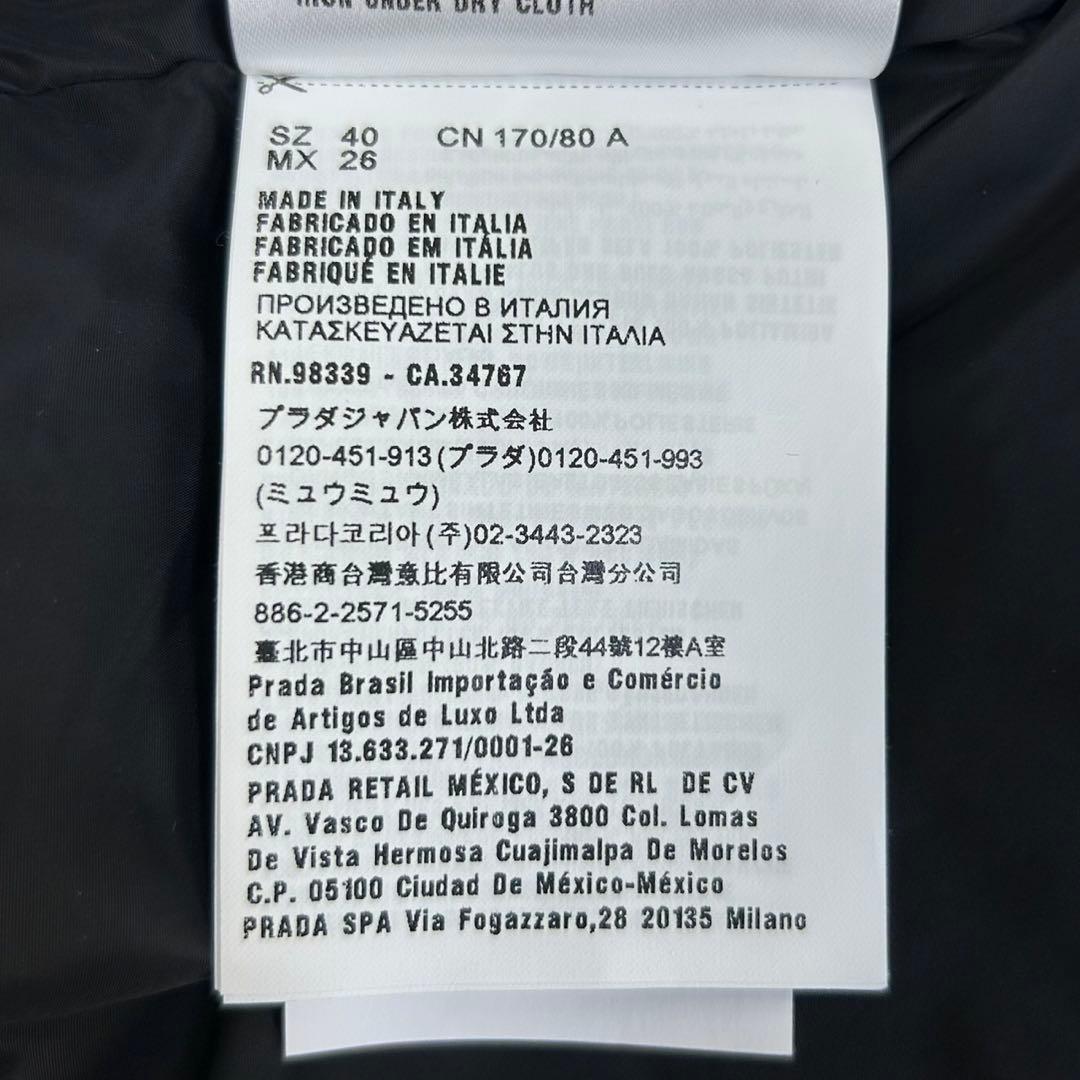 IRON UNDER DRY CLOTH
SZ 40 CN 170/80 A
MX 26
MADE IN ITALY
FABRICADO EN ITALIA
FABRICADO EM ITÁLIA
FABRIQUÉ EN ITALIE
ПРОИЗВЕДЕНО В ИТАЛИЯ
ΚΑΤΑΣΚΕΥΑΖΕΤΑΙ ΣΤΗΝ ΙΤΑΛΙΑ
RN.98339 - CA.34767
プラダジャパン株式会社
0120-451-913(プラダ)0120-451-993
(ミュウミュウ)
프라다코리아(주)02-3443-2323
香港商台灣意比有限公司台灣分公司
886-2-2571-5255
臺北市中山區中山北路二段44號12樓A室
Prada Brasil Importação e Comércio
de Artigos de Luxo Ltda
CNPJ 13.633.271/0001-26
PRADA RETAIL MÉXICO, S DE RL DE CV
AV. Vasco De Quiroga 3800 Col. Lomas
De Vista Hermosa Cuajimalpa De Morelos
C.P. 05100 Ciudad De México-México
PRADA SPA Via Fogazzaro,28 20135 Milano